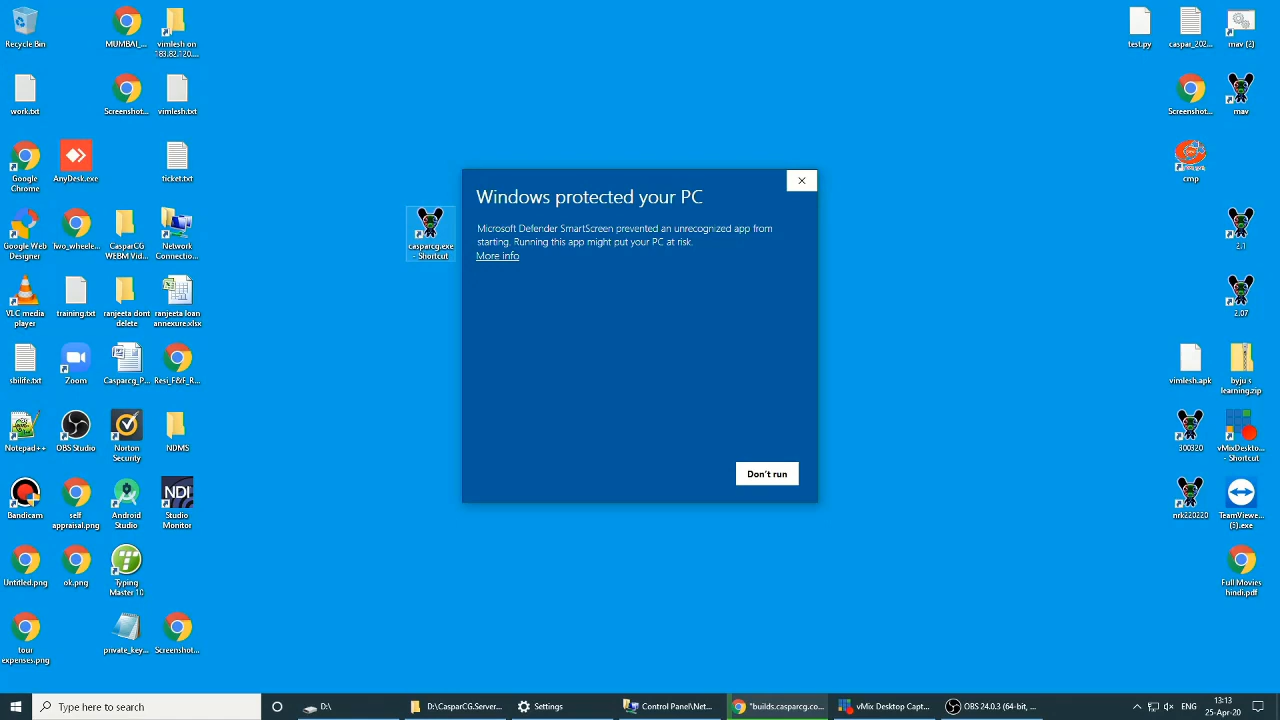 Recycle Bin
MUMBAI_...
vimlesh on
183.82.120....
test.py
caspar_202...
mav (2)
work.txt
Screenshot...
vimlesh.txt
Screenshot...
mav
Google
Chrome
AnyDesk.exe
ticket.txt
cmp
Google Web
Designer
Two_wheele...
CasparCG
WEBM Vid...
Network
Connectio...
casparcg.exe
- Shortcut
2.1
Windows protected your PC
Microsoft Defender SmartScreen prevented an unrecognized app from
starting. Running this app might put your PC at risk.
More info
Don't run
VLC media
player
training.txt
ranjeeta dont
delete
ranjeeta loan
annexure.xlsx
2.07
sbilife.txt
Zoom
Casparcg_P...
Resi_F&F_R...
vimlesh.apk
byju s
learning.zip
Notepad++
OBS Studio
Norton
Security
NDMS
300320
vMixDeskto...
- Shortcut
Bandicam
self
appraisal.png
Android
Studio
NDI
Studio
Monitor
nrk220220
TeamViewe...
(9).exe
Untitled.png
ok.png
Typing
Master 10
Full Movies
hindi.pdf
tour
expenses.png
private_key...
Screenshot...
Type here to search
D:\
D:\CasparCG.Server...
Settings
Control Panel\Net...
*builds.casparcg.co...
vMix Desktop Capt...
OBS 24.0.3 (64-bit, ...
ENG
13:13
25-Apr-20